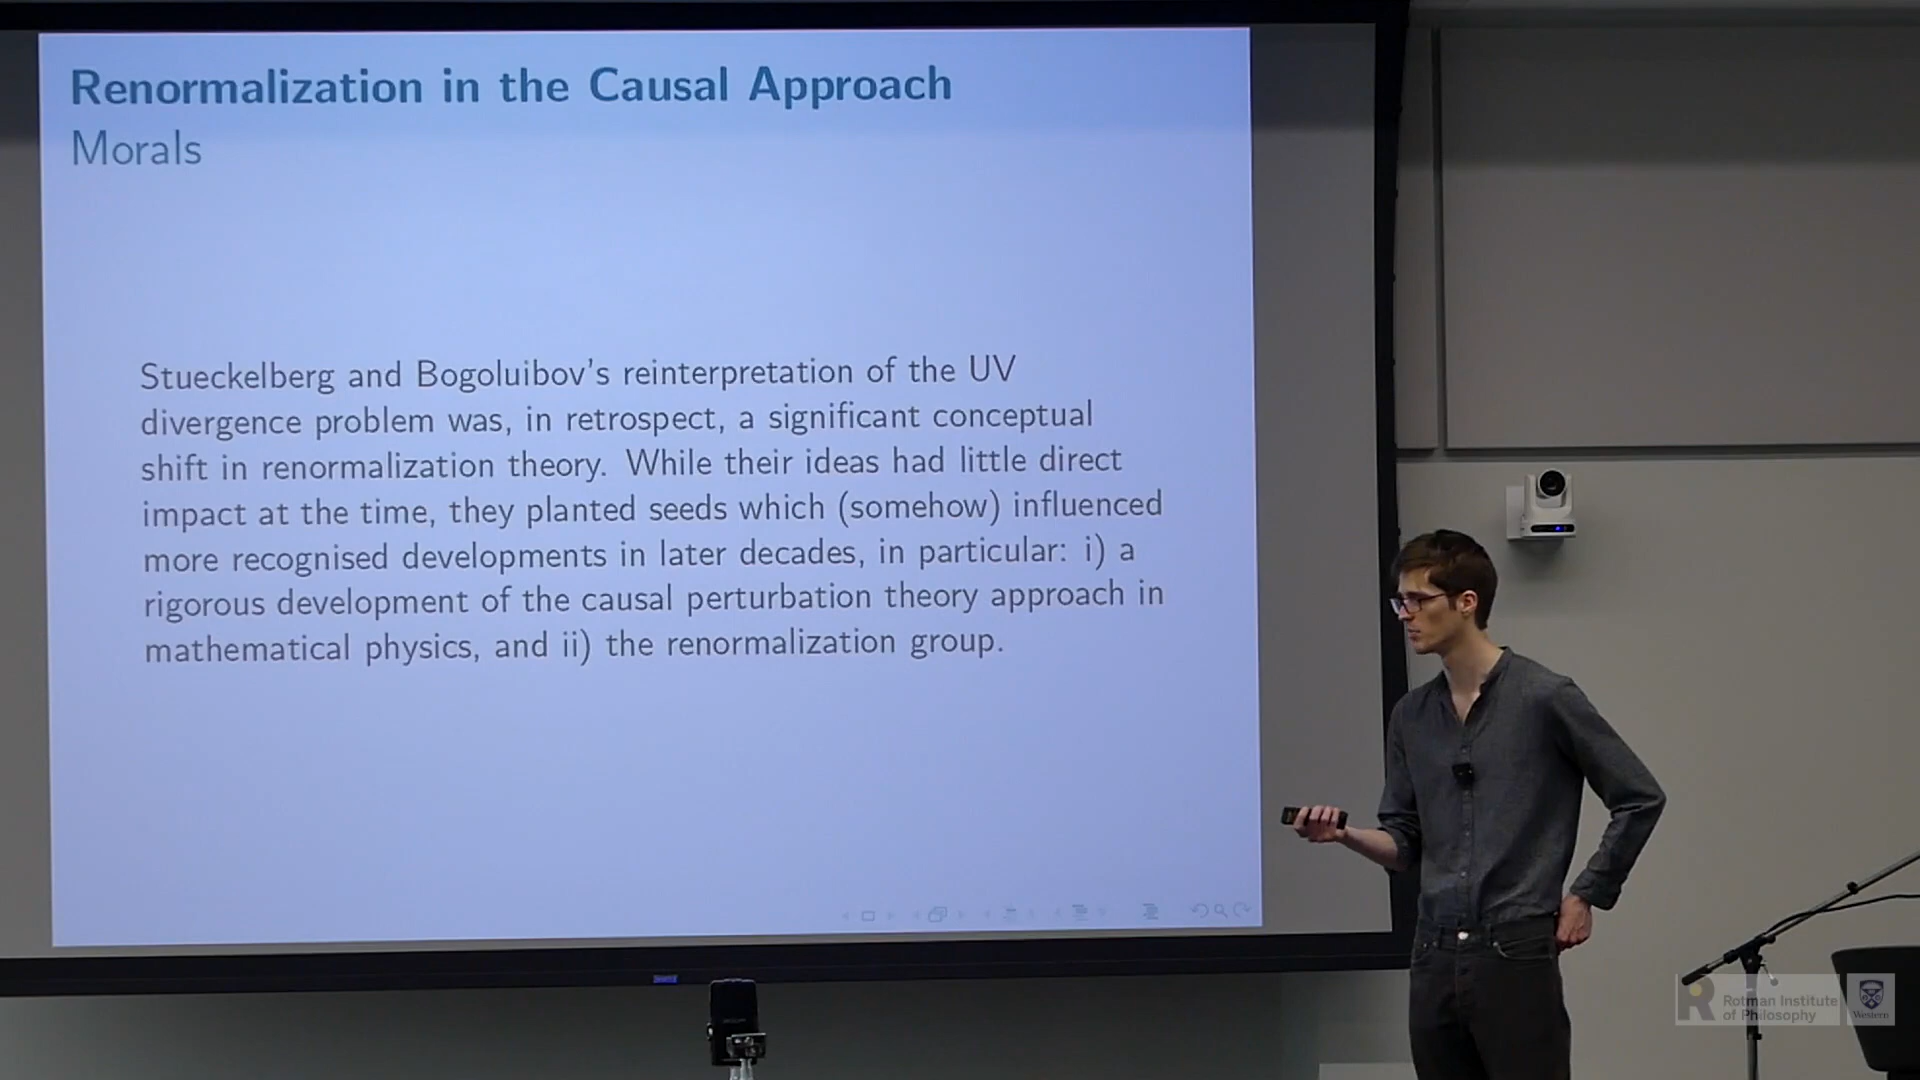 Renormalization in the Causal Approach
Morals
Stueckelberg and Bogoluibov's reinterpretation of the UV
divergence problem was, in retrospect, a significant conceptual
shift in renormalization theory. While their ideas had little direct
impact at the time, they planted seeds which (somehow) influenced
more recognised developments in later decades, in particular: i) a
rigorous development of the causal perturbation theory approach in
mathematical physics, and ii) the renormalization group.
Rotman Institute
of Philosophy
Western